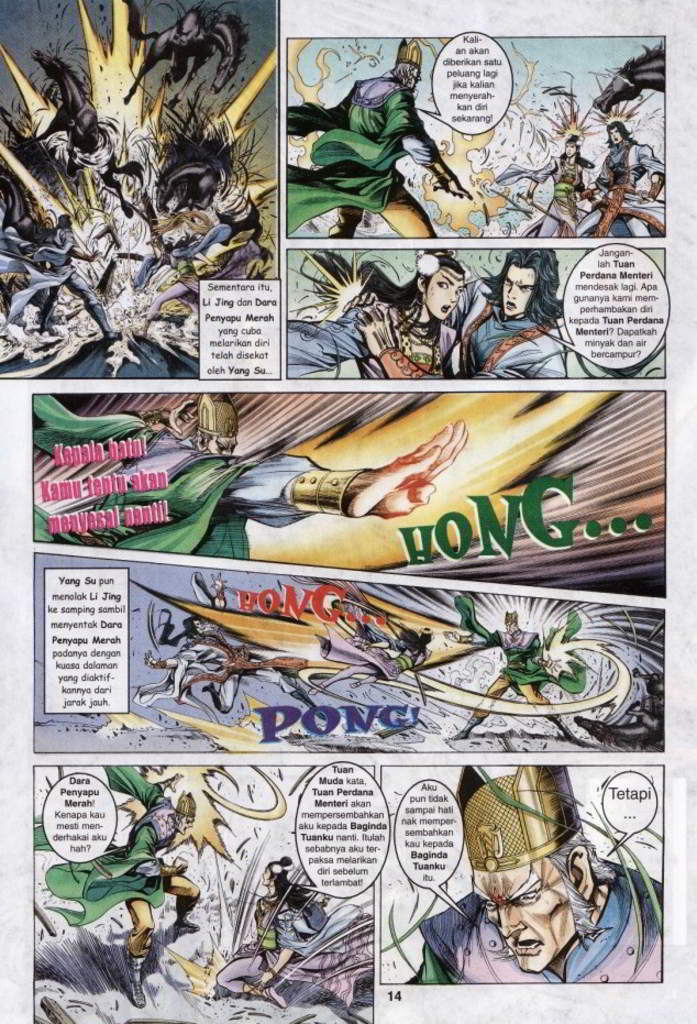 Sementara itu,
Li Jing dan Dara
Penyapu Merah
yang cuba
melarikan diri
telah disekat
oleh Yang Su...
Kali-
an akan
diberikan satu
peluang lagi
jika kalian
menyerah-
kan diri
sekarang!
Jangan-
lah Tuan
Perdana Menteri
mendesak lagi. Apa
gunanya kami mem-
perhambakan diri
kepada Tuan Perdana
Menteri? Dapatkah
minyak dan air
bercampur?
Kepala batu!
Kamu tentu akan
menyesal nanti!
HONG...
Yang Su pun
menolak Li Jing
ke samping sambil
menyentak Dara
Penyapu Merah
padanya dengan
kuasa dalaman
yang diaktif-
kannya dari
jarak jauh.
HONG...
PONG!
Dara
Penyapu
Merah!
Kenapa kau
mesti men-
derhakai aku
hah?
Tuan
Muda kata,
Tuan Perdana
Menteri akan
mempersembahkan
aku kepada Baginda
Tuanku nanti. Itulah
sebabnya aku ter-
paksa melarikan
diri sebelum
terlambat!
Aku
pun tidak
sampai hati
nak memper-
sembahkan
kau kepada
Baginda
Tuanku
itu.
Tetapi
...
14